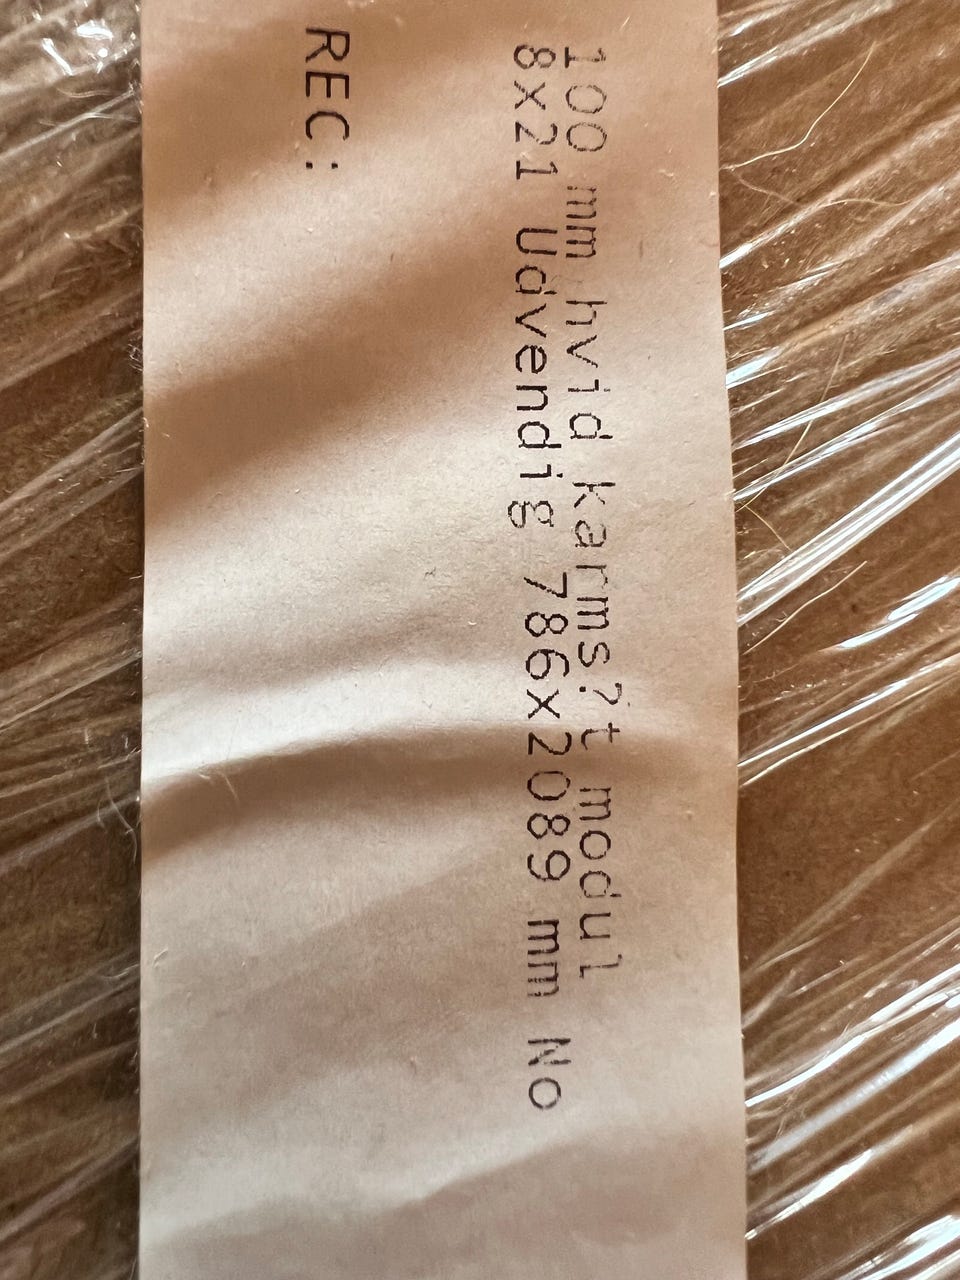 100 mm hvid karms?t modul
8x21 Udvendig 786x2089 mm No
REC: